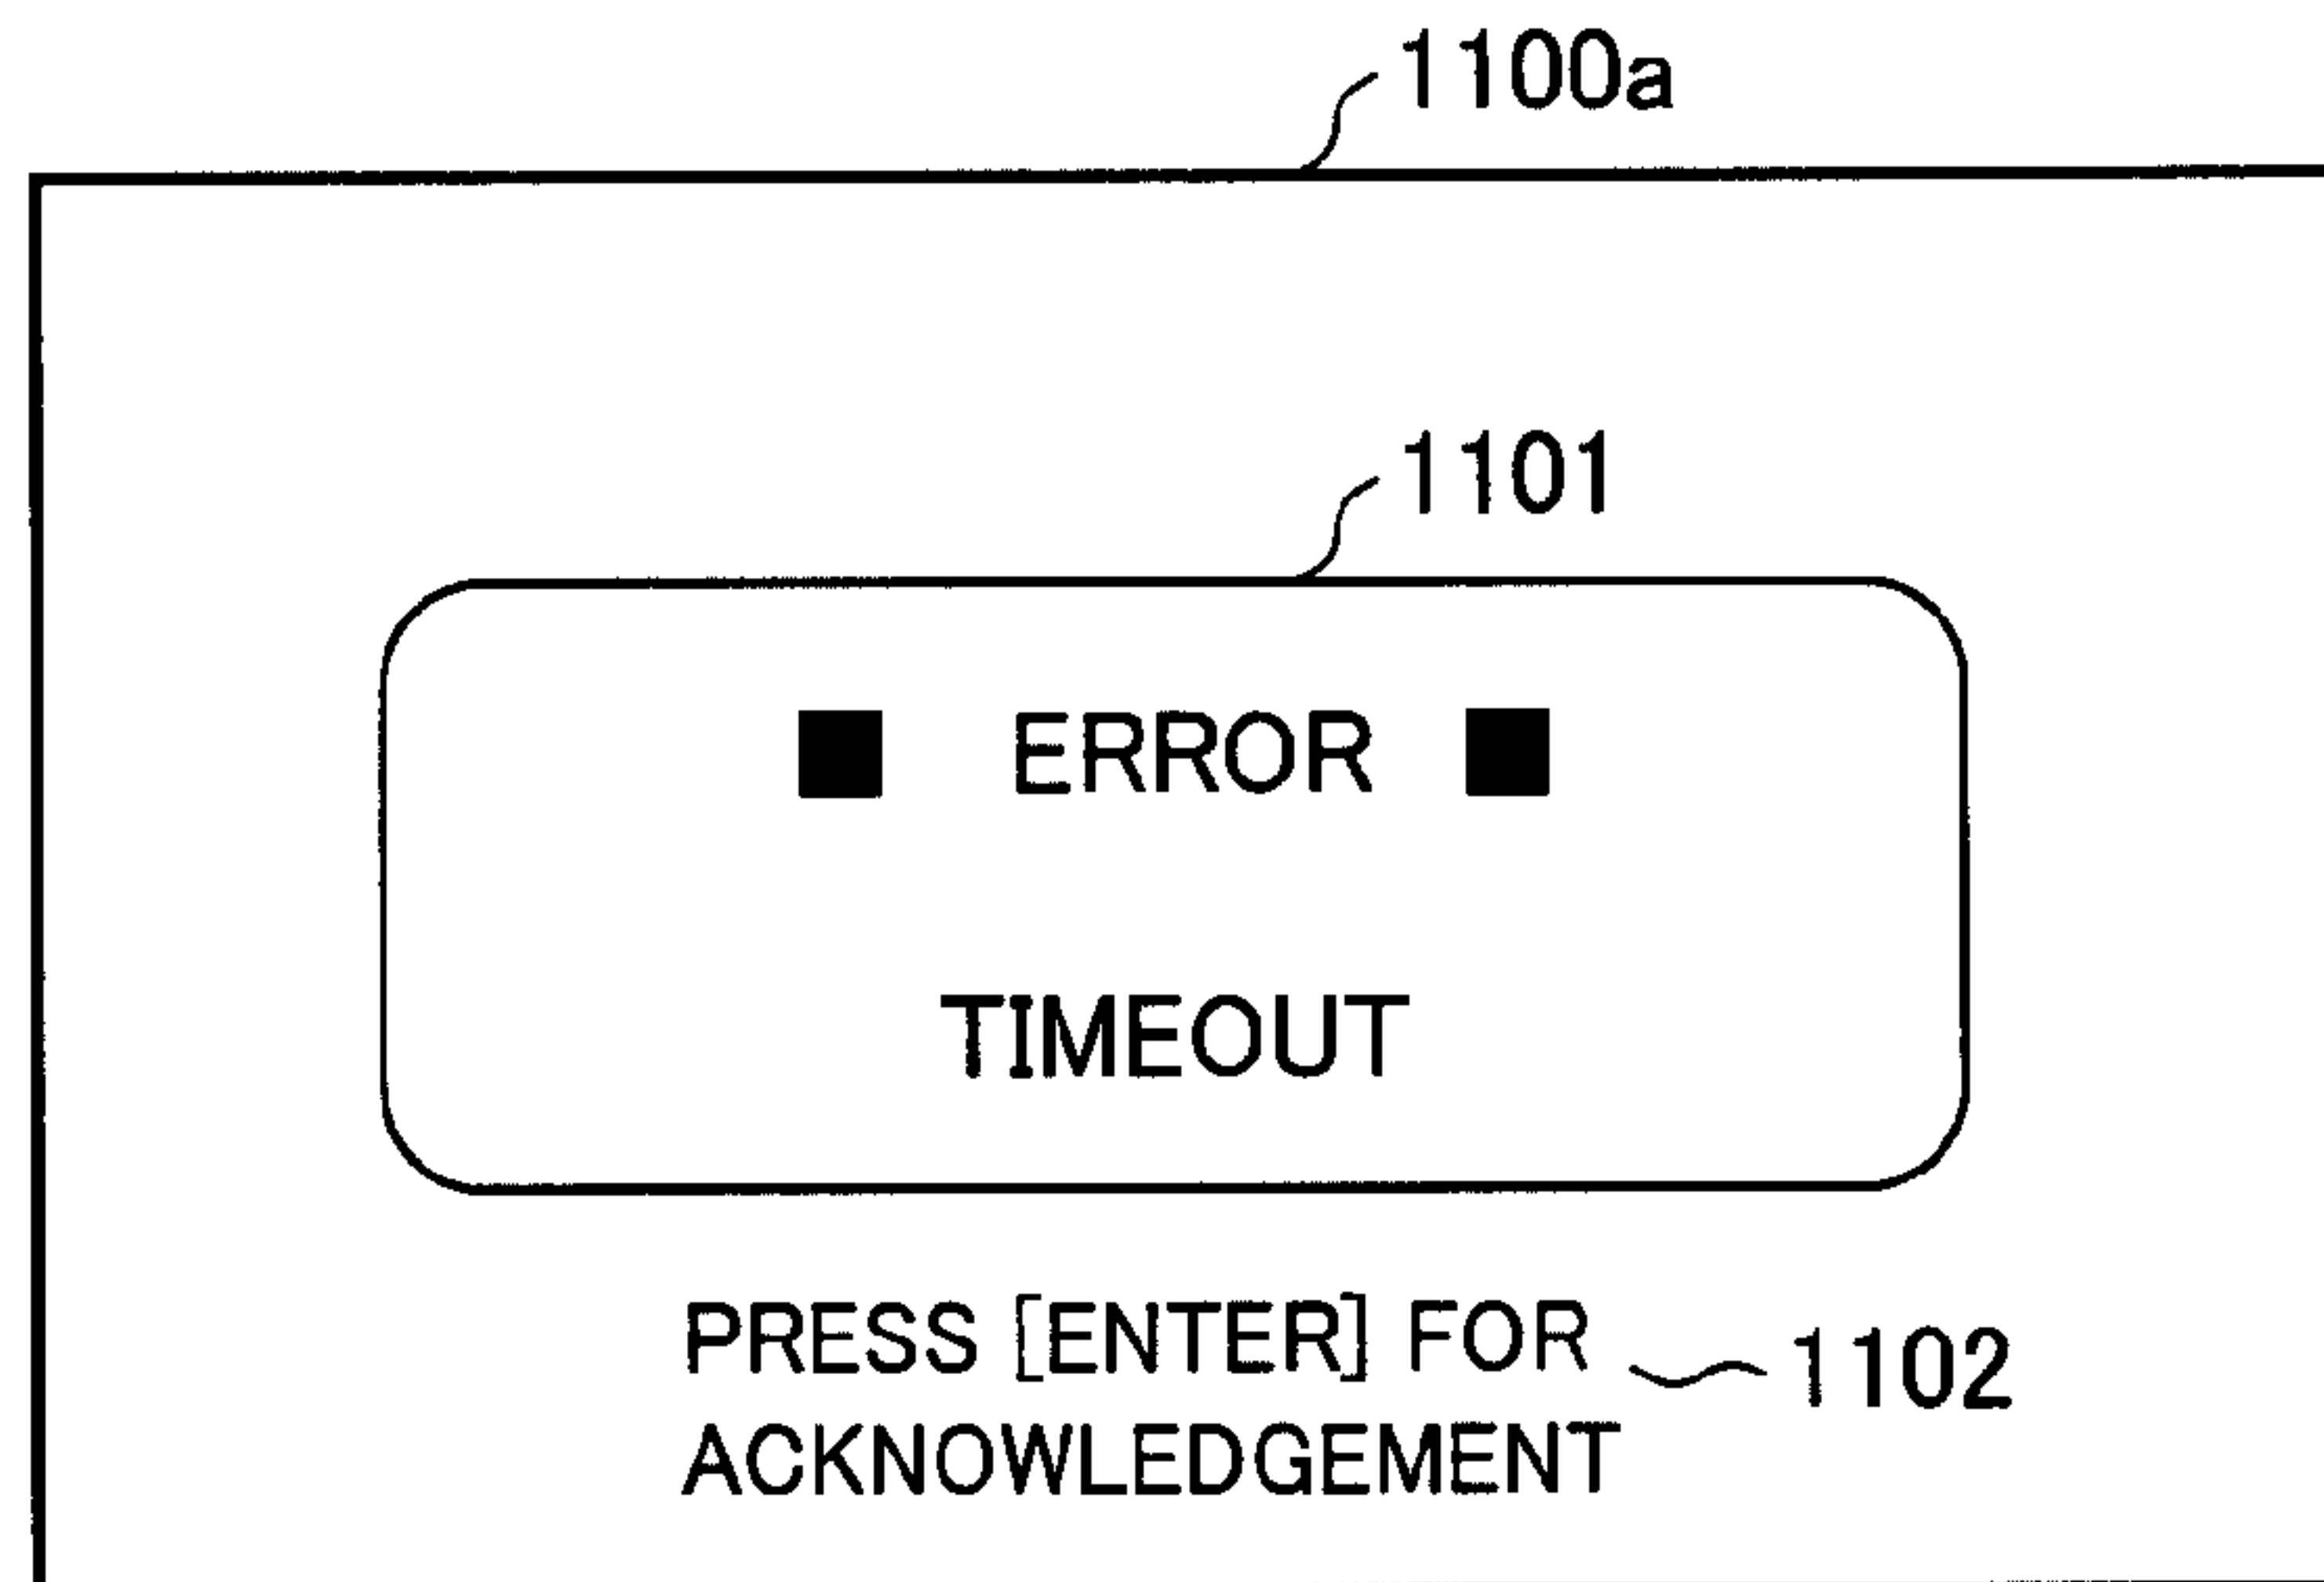 1100a
1101
■ ERROR ■
TIMEOUT
PRESS [ENTER] FOR
1102
ACKNOWLEDGEMENT